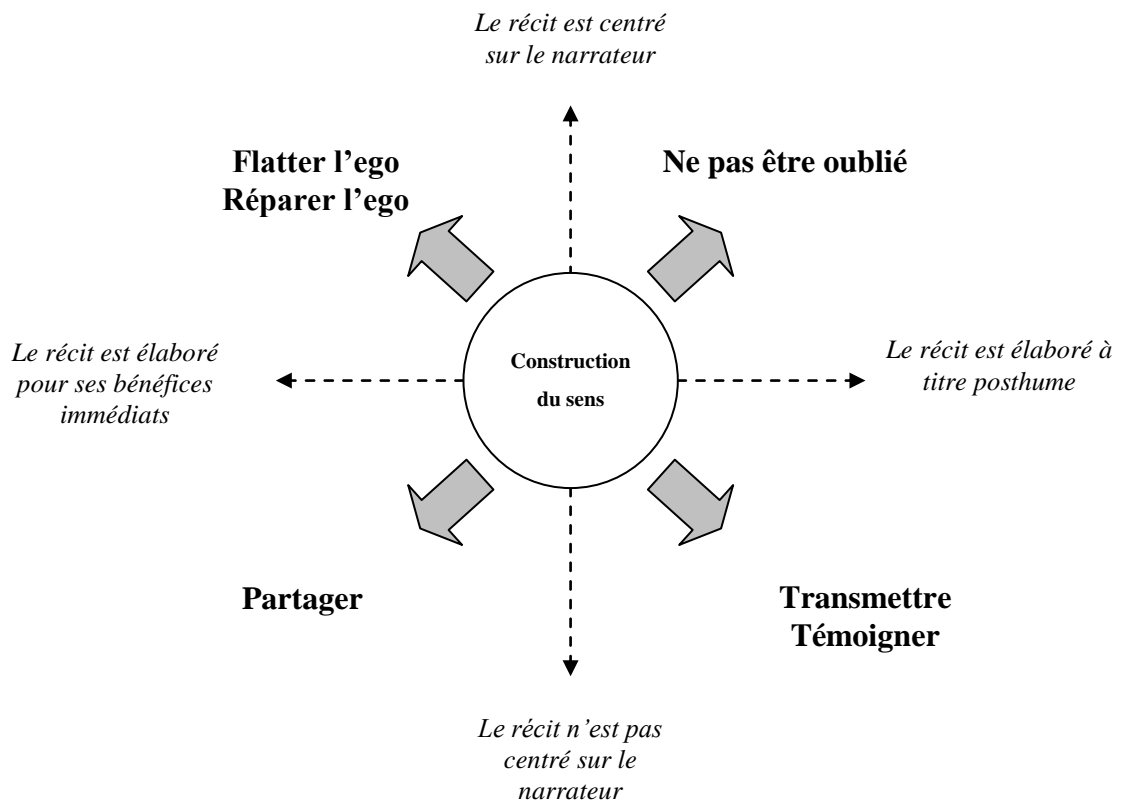 Le récit est centré
sur le narrateur
Flatter l’ego
Réparer l’ego
Ne pas être oublié
Le récit est élaboré
pour ses bénéfices
immédiats
Construction
du sens
Le récit est élaboré à
titre posthume
Partager
Transmettre
Témoigner
Le récit n’est pas
centré sur le
narrateur